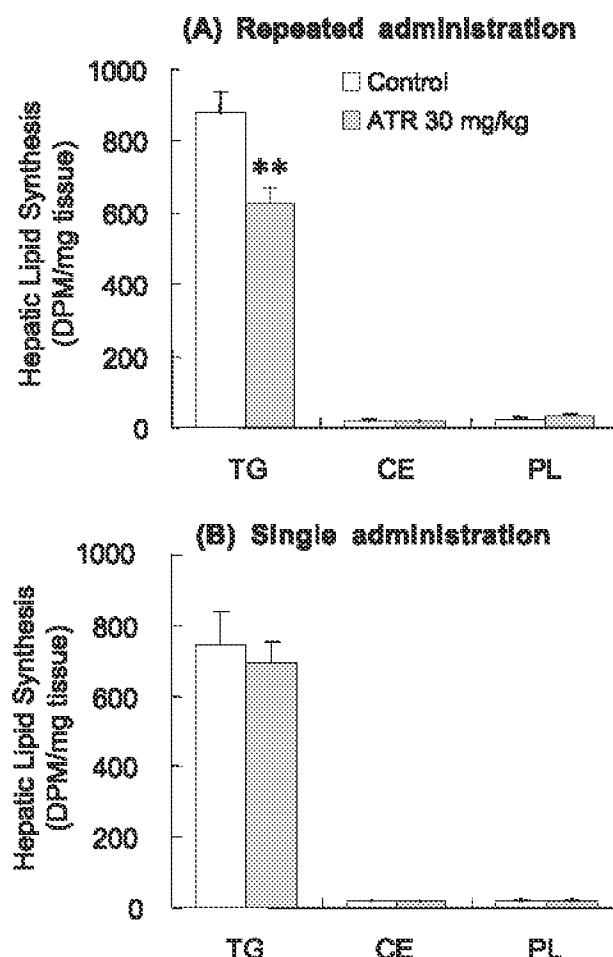 (A) Repeated administration
Hepatic Lipid Synthesis
(DPM/mg tissue)
1000
800
600
400
200
0
Control
ATR 30 mg/kg
**
TG CE PL
(B) Single administration
Hepatic Lipid Synthesis
(DPM/mg tissue)
1000
800
600
400
200
0
TG CE PL